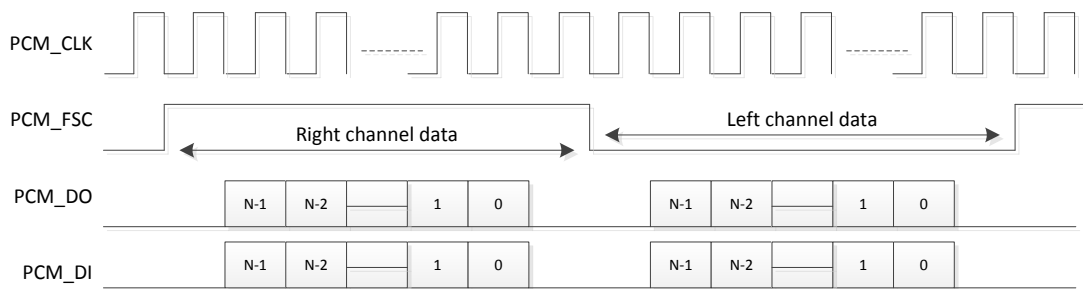 PCM_CLK
PCM_FSC
Right channel data
Left channel data
PCM_DO
N-1 N-2 1 0 N-1 N-2 1 0
PCM_DI
N-1 N-2 1 0 N-1 N-2 1 0